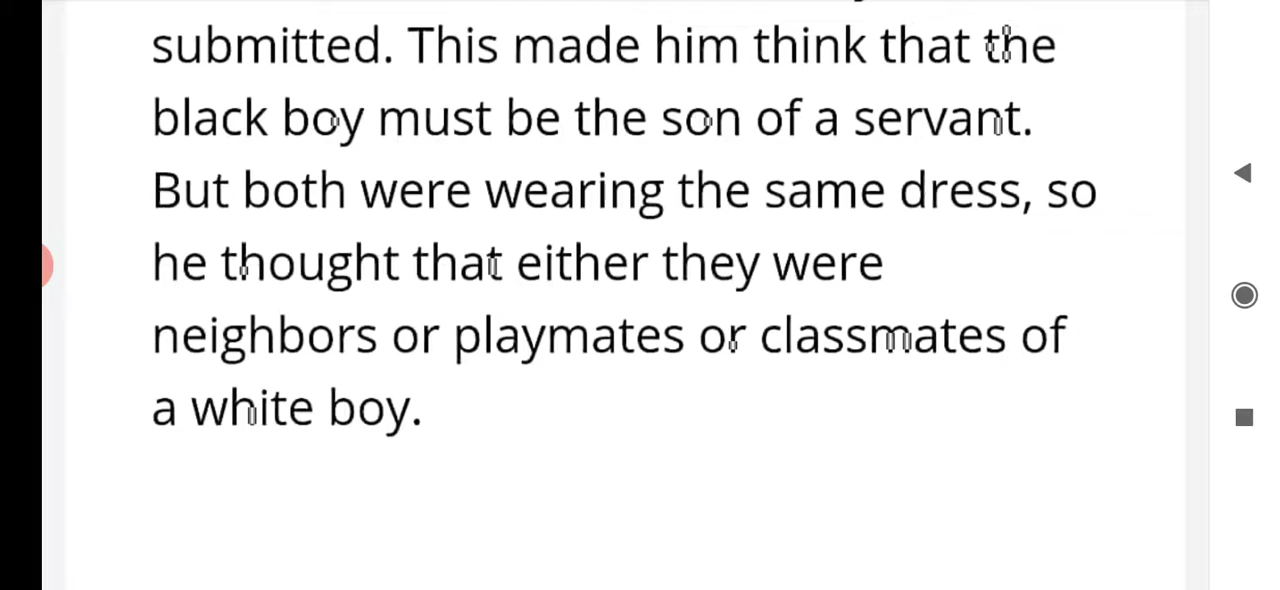 submitted. This made him think that the
black boy must be the son of a servant.
But both were wearing the same dress, so
he thought that either they were
neighbors or playmates or classmates of
a white boy.